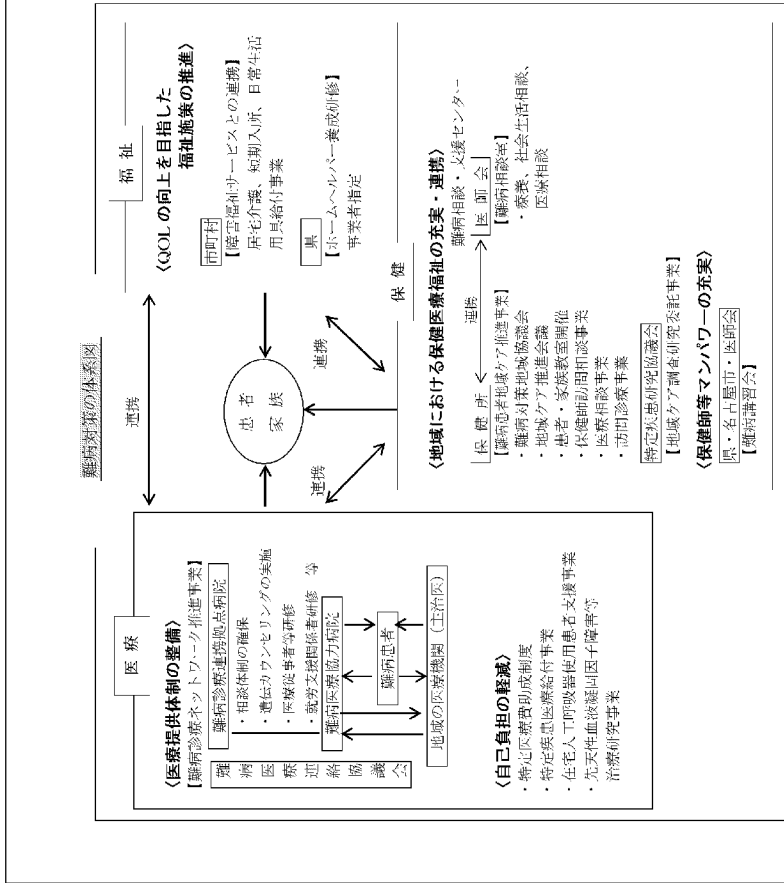 難病対策の体系図
医療
〈医療提供体制の整備〉
【難病診療ネットワーク推進事業】
難病医療連絡協議会
難病診療連携拠点病院
・相談体制の確保
・遺伝カウンセリングの実施
・医療従事者等研修
・就労支援関係者研修 等
難病医療協力病院
難病患者
地域の医療機関（主治医）
〈自己負担の軽減〉
・特定医療費助成制度
・特定疾患医療給付事業
・在宅人工呼吸器使用患者支援事業
・先天性血液凝固因子障害等
治療研究事業
連携
患者
家族
連携
連携
福祉
〈QOLの向上を目指した
福祉施策の推進〉
市町村
【障害福祉サービスとの連携】
居宅介護、短期入所、日常生活
用具給付事業
県
【ホームヘルパー養成研修】
事業者指定
保健
〈地域における保健医療福祉の充実・連携〉
保健所
連携
難病相談・支援センター
医師会
【難病患者地域ケア推進事業】
・難病対策地域協議会
・地域ケア推進会議
・患者・家族教室開催
・保健師訪問相談事業
・医療相談事業
・訪問診療事業
【難病相談室】
・療養、社会生活相談、
医療相談
特定疾患研究協議会
【地域ケア調査研究委託事業】
〈保健師等マンパワーの充実〉
県・名古屋市・医師会
【難病講習会】